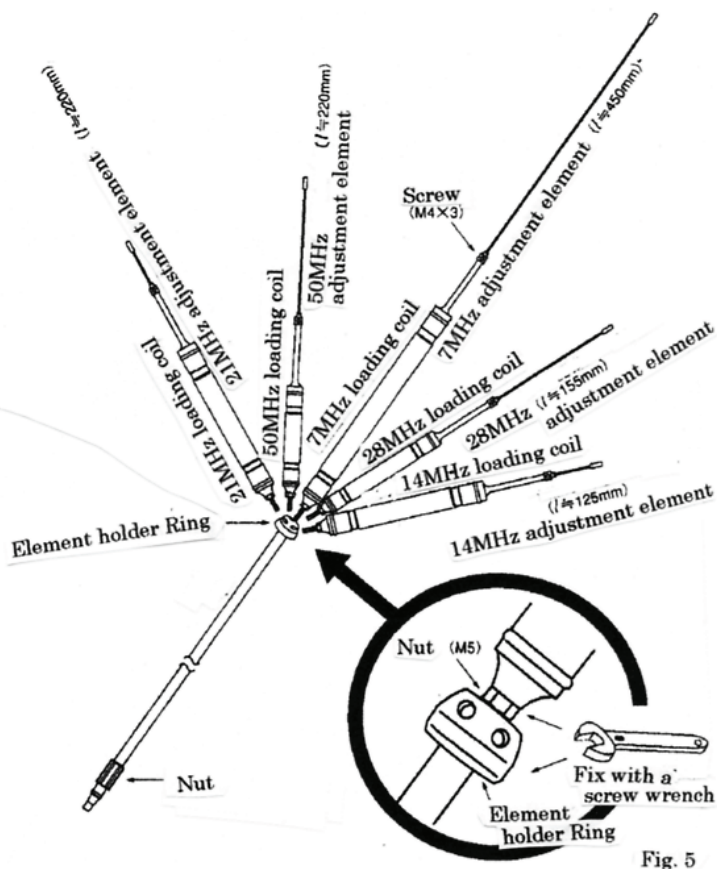 (l≒220mm)
21MHz adjustment element
21MHz loading coil
(l≒220mm)
50MHz
adjustment element
50MHz loading coil
Screw
(M4×3)
7MHz adjustment element (l≒450mm)
7MHz loading coil
28MHz loading coil
28MHz (l≒155mm)
adjustment element
14MHz loading coil
(l≒125mm)
14MHz adjustment element
Element holder Ring
Nut (M5)
Fix with a
screw wrench
Element
holder Ring
Nut
Fig. 5